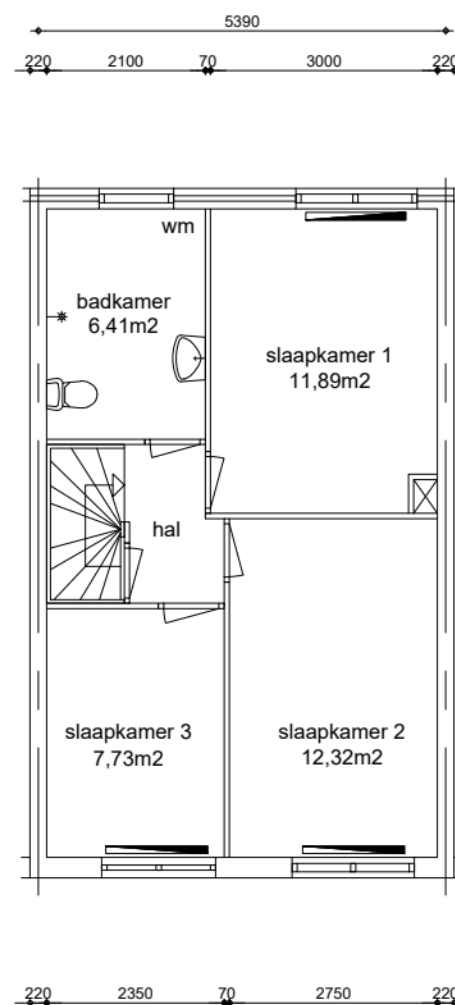 5390
220 2100 70 3000 220
wm
badkamer
6,41m2
slaapkamer 1
11,89m2
hal
slaapkamer 3
7,73m2
slaapkamer 2
12,32m2
220 2350 70 2750 220